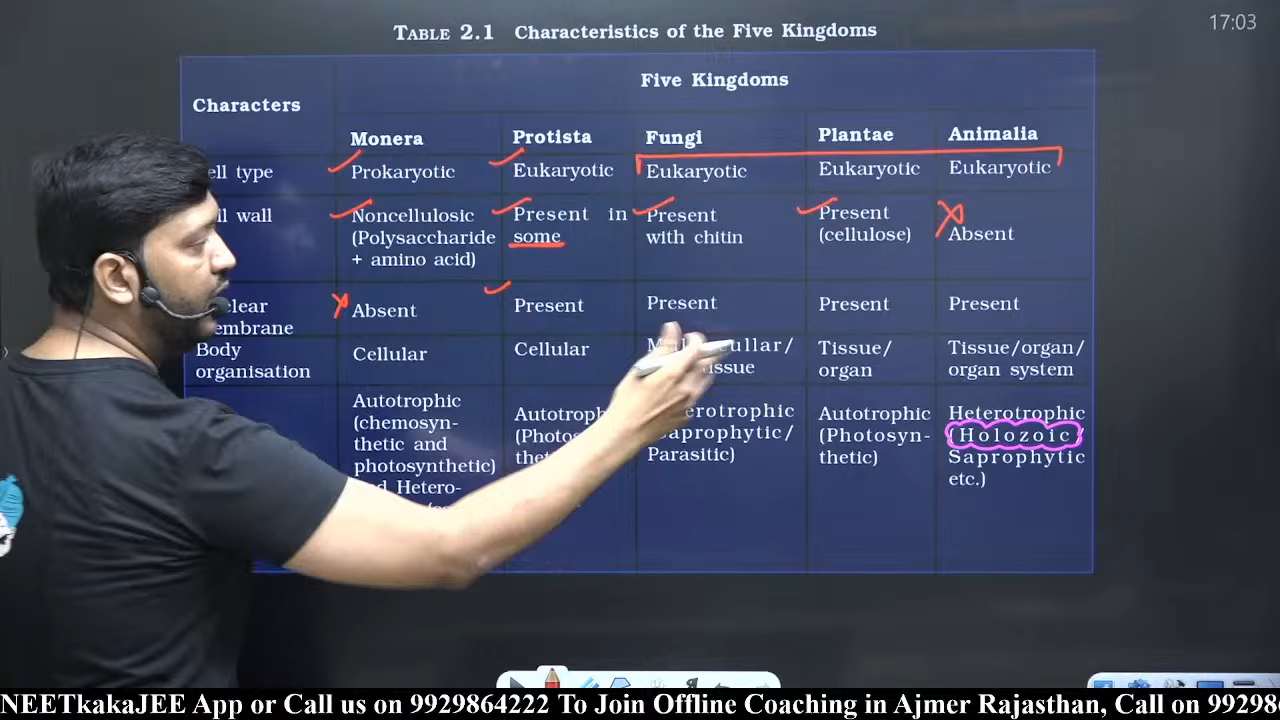 17:03
TABLE 2.1 Characteristics of the Five Kingdoms
Characters
Five Kingdoms
Monera
Protista
Fungi
Plantae
Animalia
type
Prokaryotic
Eukaryotic
Eukaryotic
Eukaryotic
Eukaryotic
wall
Noncellulosic
(Polysaccharide
+ amino acid)
Present in
some
Present
with chitin
Present
(cellulose)
Absent
Absent
Present
Present
Present
Present
Body
organisation
Cellular
Cellular
Tissue/
organ
Tissue/organ/
organ system
Autotrophic
(chemosyn-
thetic and
photosynthetic)
Hetero-
Parasitic)
Autotrophic
(Photosyn-
thetic)
Heterotrophic
(Holozoic/
Saprophytic
etc.)
NEETkakaJEE App or Call us on 9929864222 To Join Offline Coaching in Ajmer Rajasthan, Call on